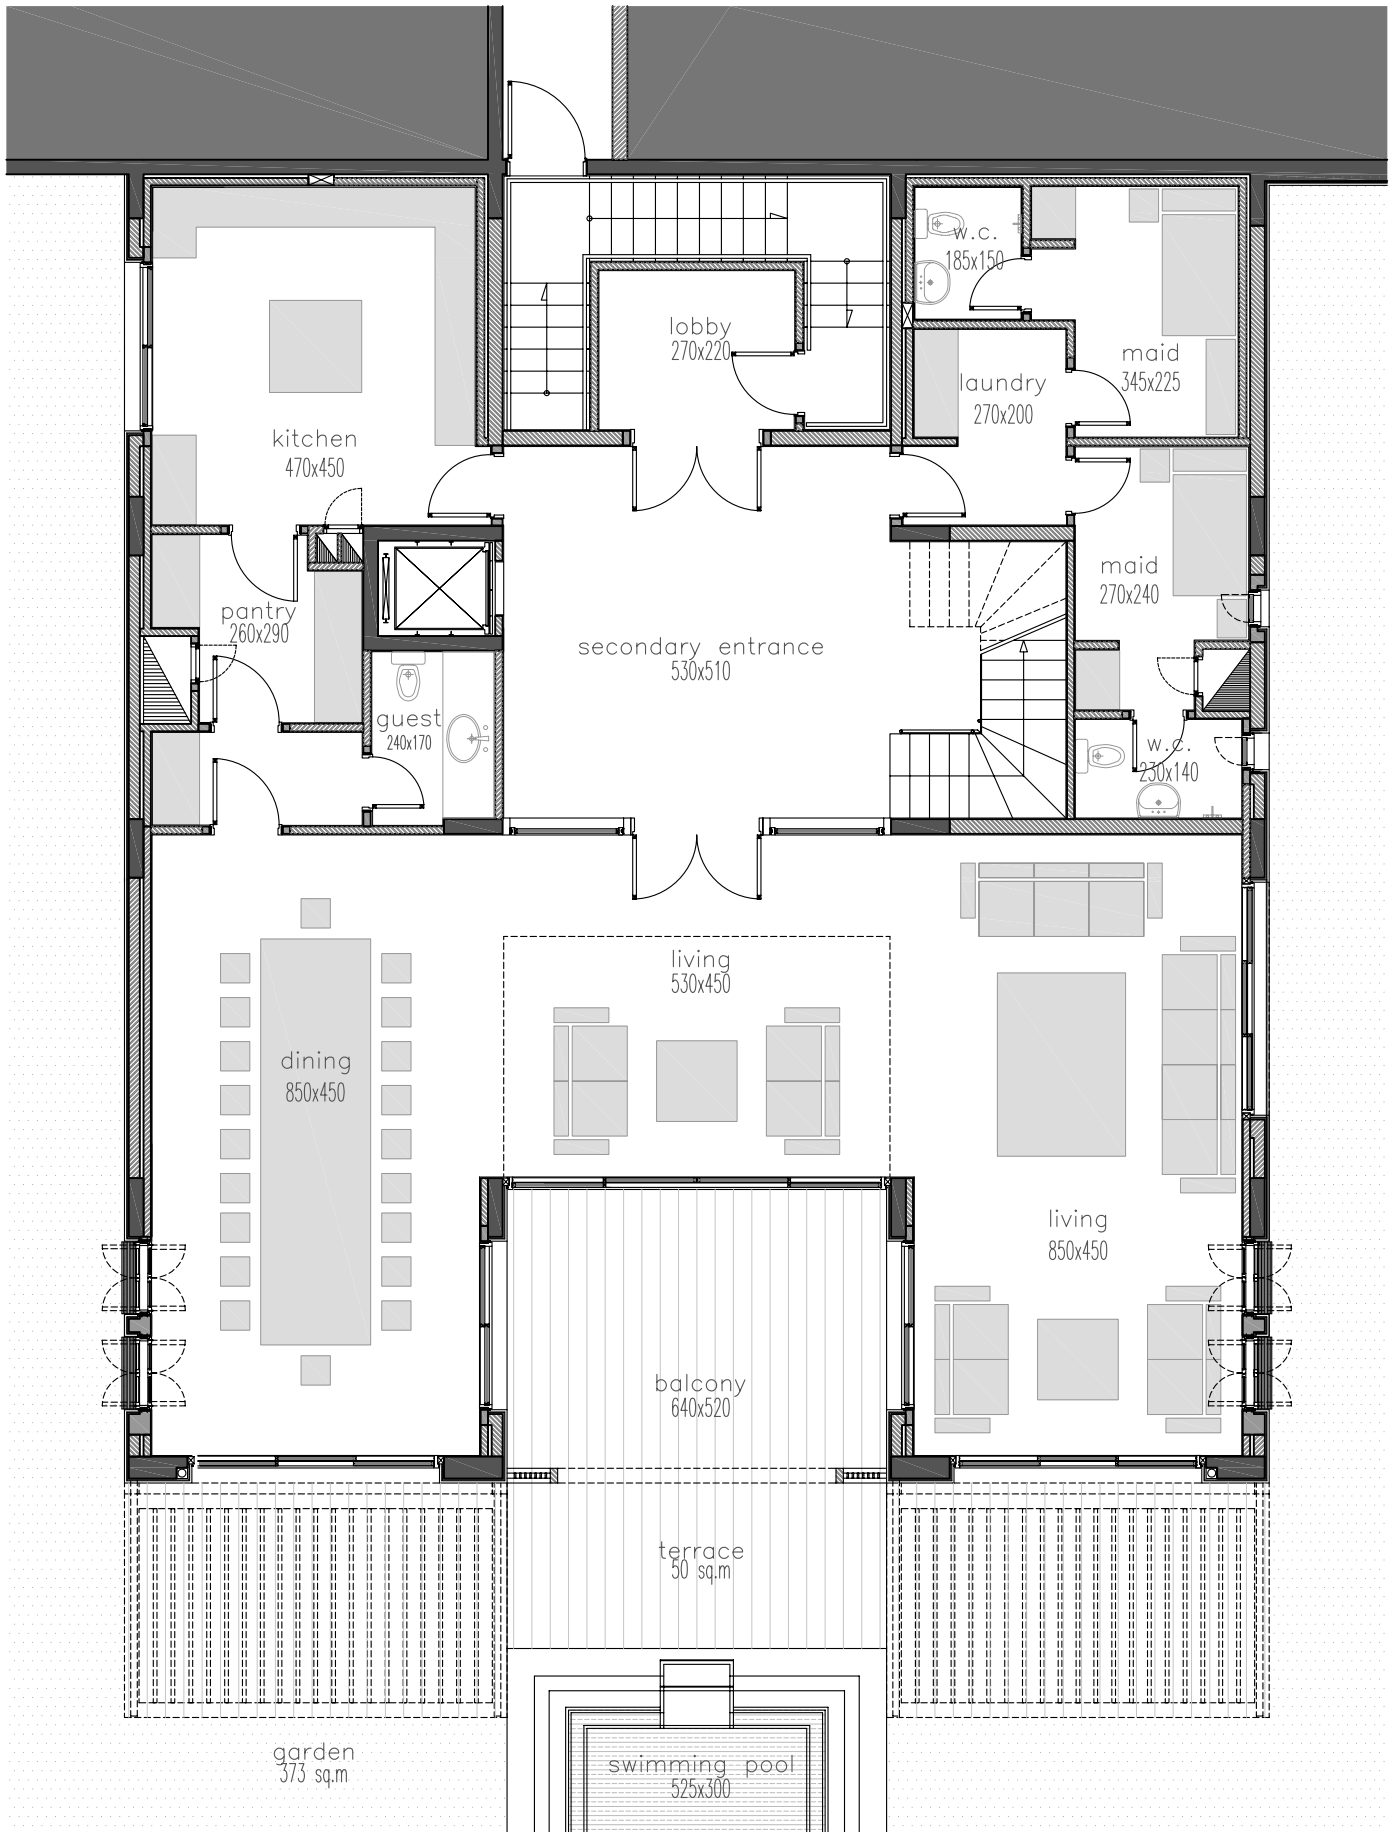 w.c.
185x150
lobby
270x220
maid
345x225
laundry
270x200
kitchen
470x450
maid
270x240
pantry
260x290
secondary entrance
530x510
guest
240x170
w.c.
230x140
living
530x450
dining
850x450
living
850x450
balcony
640x520
terrace
50 sq.m
garden
373 sq.m
swimming pool
525x300